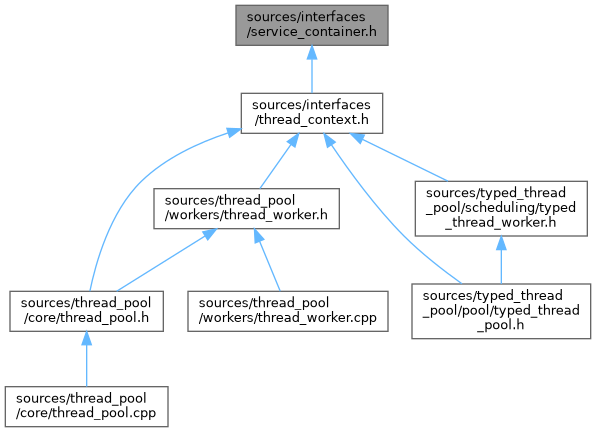 sources/interfaces
/service_container.h
sources/interfaces
/thread_context.h
sources/thread_pool
/workers/thread_worker.h
sources/typed_thread
_pool/scheduling/typed
_thread_worker.h
sources/thread_pool
/core/thread_pool.h
sources/thread_pool
/workers/thread_worker.cpp
sources/typed_thread
_pool/pool/typed_thread
_pool.h
sources/thread_pool
/core/thread_pool.cpp